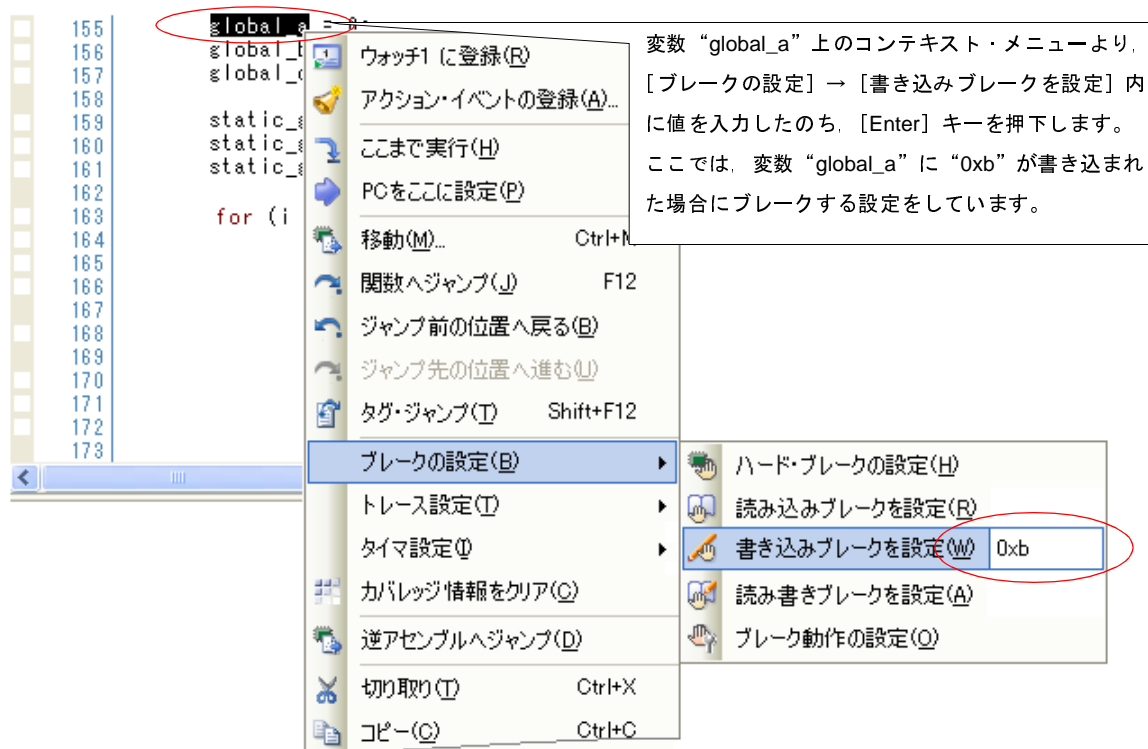 155 global_a = 0;
156 global_
157 global_
158
159 static_
160 static_
161 static_
162
163 for (i
164
165
166
167
168
169
170
171
172
173
変数“global_a”上のコンテキスト・メニューより，
［ブレークの設定］→［書き込みブレークを設定］内
に値を入力したのち，［Enter］キーを押下します。
ここでは，変数“global_a”に“0xb”が書き込まれ
た場合にブレークする設定をしています。
ウォッチ1 に登録(R)
アクション・イベントの登録(A)...
ここまで実行(H)
PCをここに設定(P)
移動(M)... Ctrl+M
関数へジャンプ(J) F12
ジャンプ前の位置へ戻る(B)
ジャンプ先の位置へ進む(U)
タグ・ジャンプ(T) Shift+F12
ブレークの設定(B)
トレース設定(T)
タイマ設定(I)
カバレッジ情報をクリア(C)
逆アセンブルへジャンプ(D)
切り取り(T) Ctrl+X
コピー(C) Ctrl+C
ハード・ブレークの設定(H)
読み込みブレークを設定(R)
書き込みブレークを設定(W) 0xb
読み書きブレークを設定(A)
ブレーク動作の設定(O)